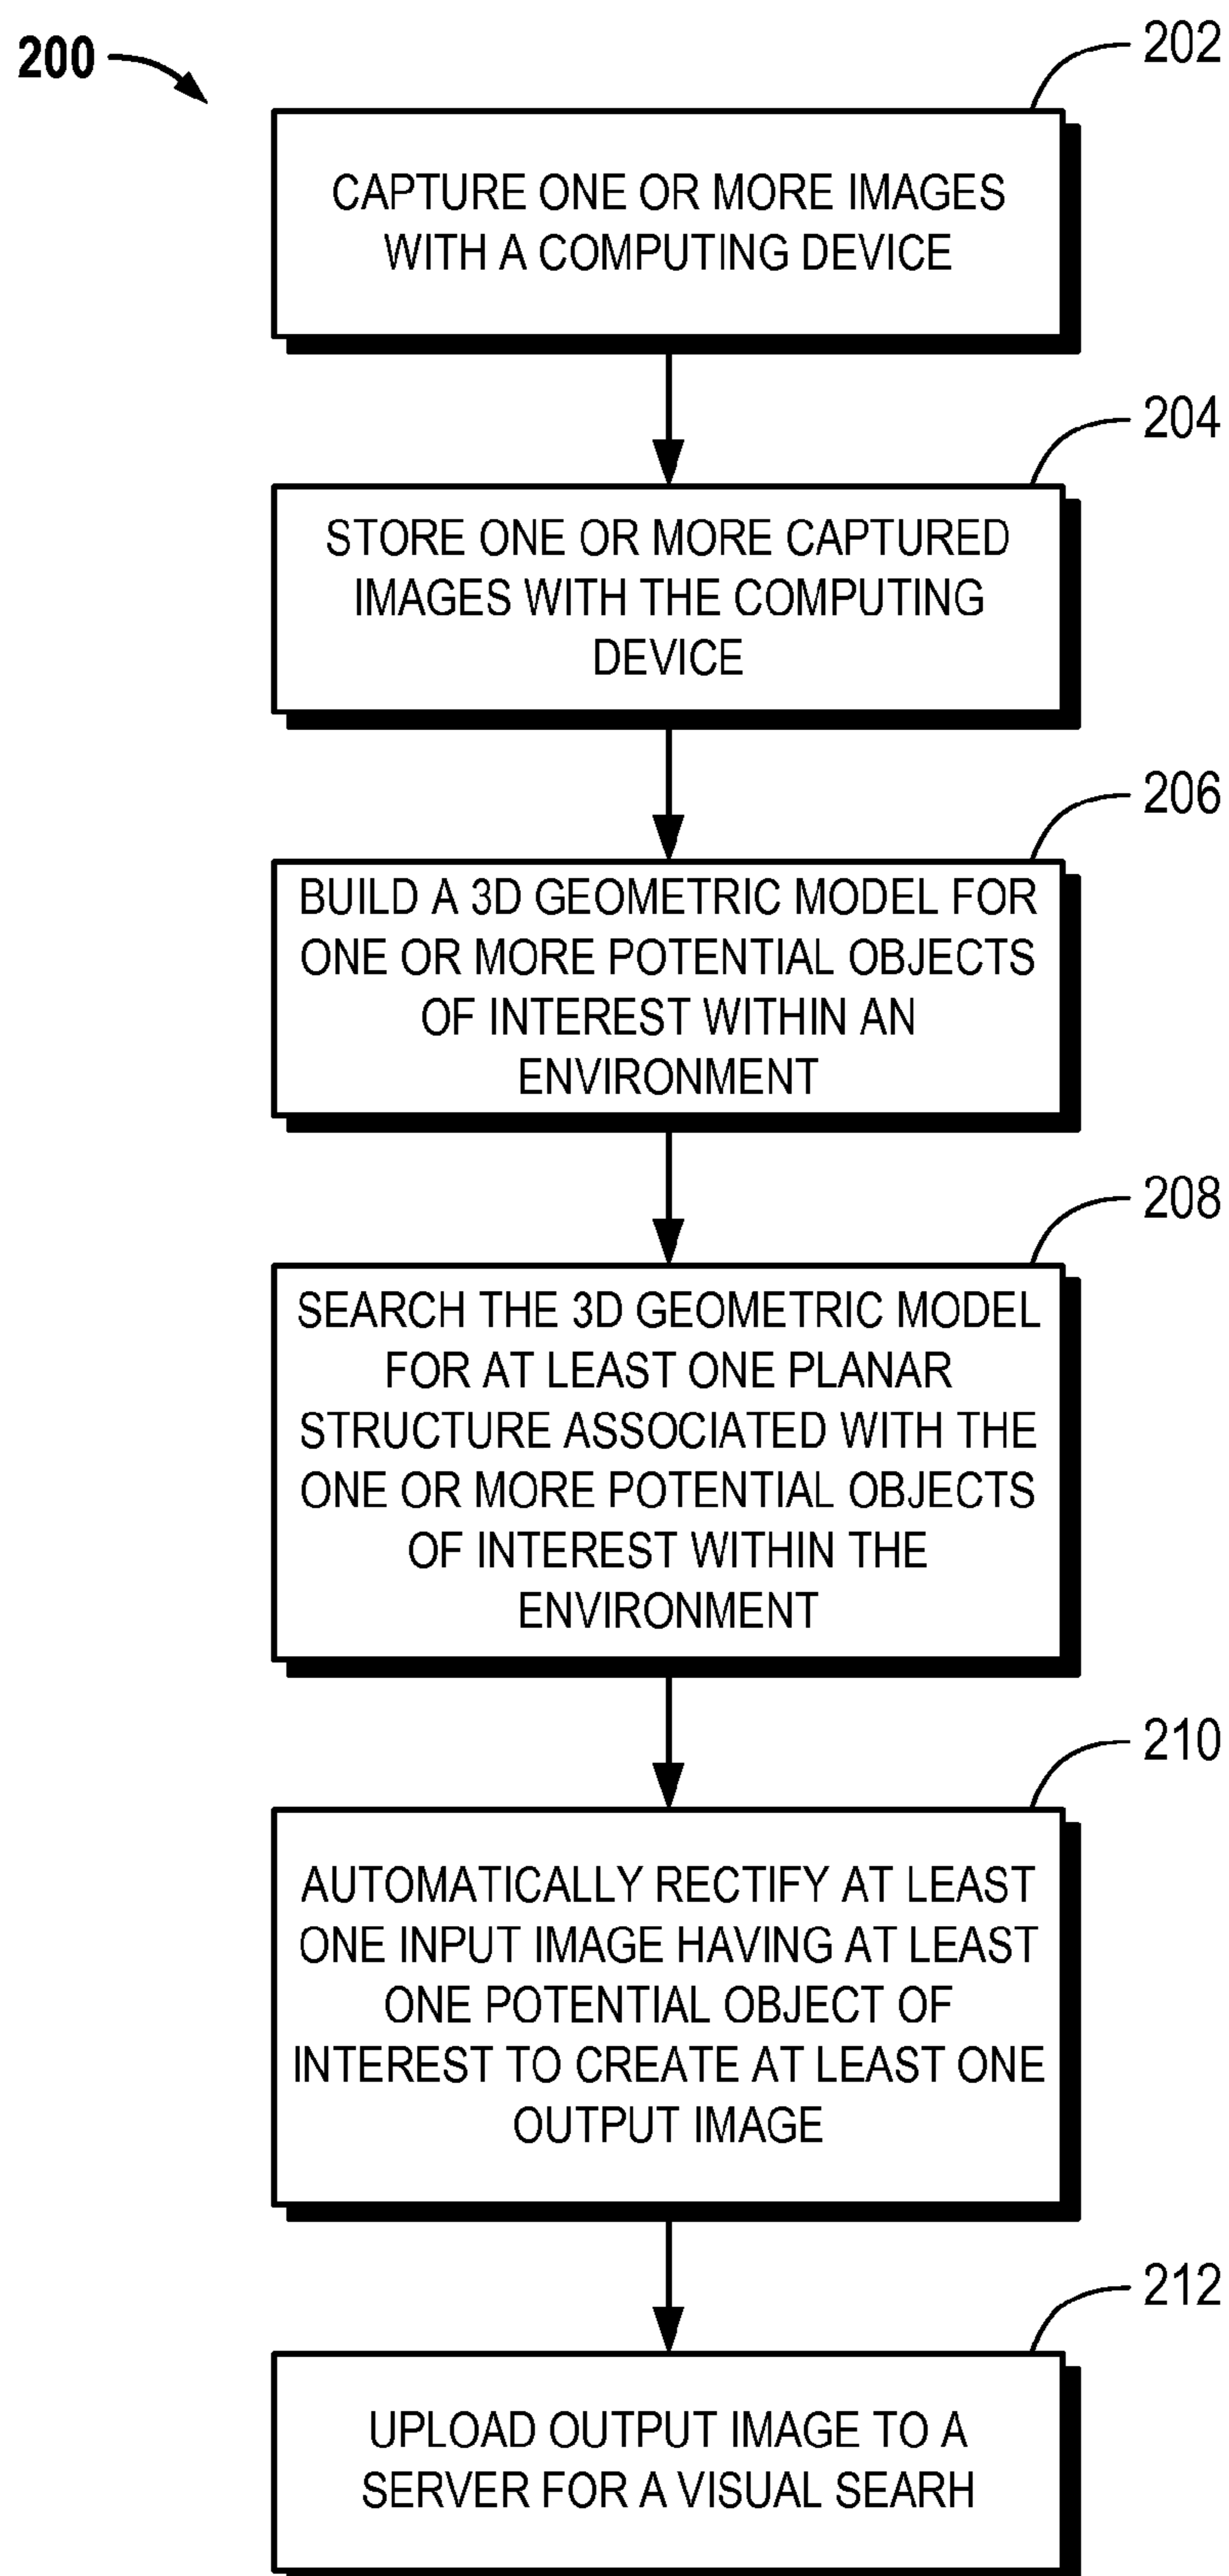 200
202
CAPTURE ONE OR MORE IMAGES
WITH A COMPUTING DEVICE
204
STORE ONE OR MORE CAPTURED
IMAGES WITH THE COMPUTING
DEVICE
206
BUILD A 3D GEOMETRIC MODEL FOR
ONE OR MORE POTENTIAL OBJECTS
OF INTEREST WITHIN AN
ENVIRONMENT
208
SEARCH THE 3D GEOMETRIC MODEL
FOR AT LEAST ONE PLANAR
STRUCTURE ASSOCIATED WITH THE
ONE OR MORE POTENTIAL OBJECTS
OF INTEREST WITHIN THE
ENVIRONMENT
210
AUTOMATICALLY RECTIFY AT LEAST
ONE INPUT IMAGE HAVING AT LEAST
ONE POTENTIAL OBJECT OF
INTEREST TO CREATE AT LEAST ONE
OUTPUT IMAGE
212
UPLOAD OUTPUT IMAGE TO A
SERVER FOR A VISUAL SEARH